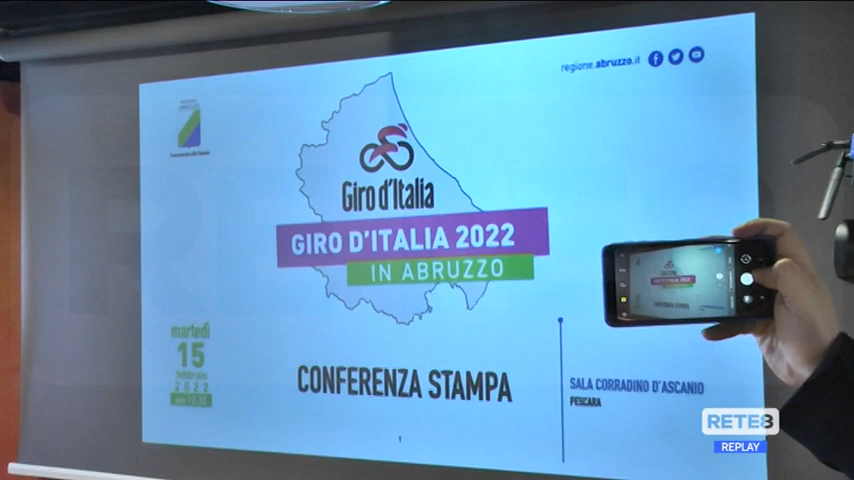 regione.abruzzo.it
Giro d'Italia
GIRO D'ITALIA 2022
IN ABRUZZO
martedì
15
febbraio
2022
CONFERENZA STAMPA
SALA CORRADINO D'ASCANIO
PESCARA
1
RETE8
REPLAY